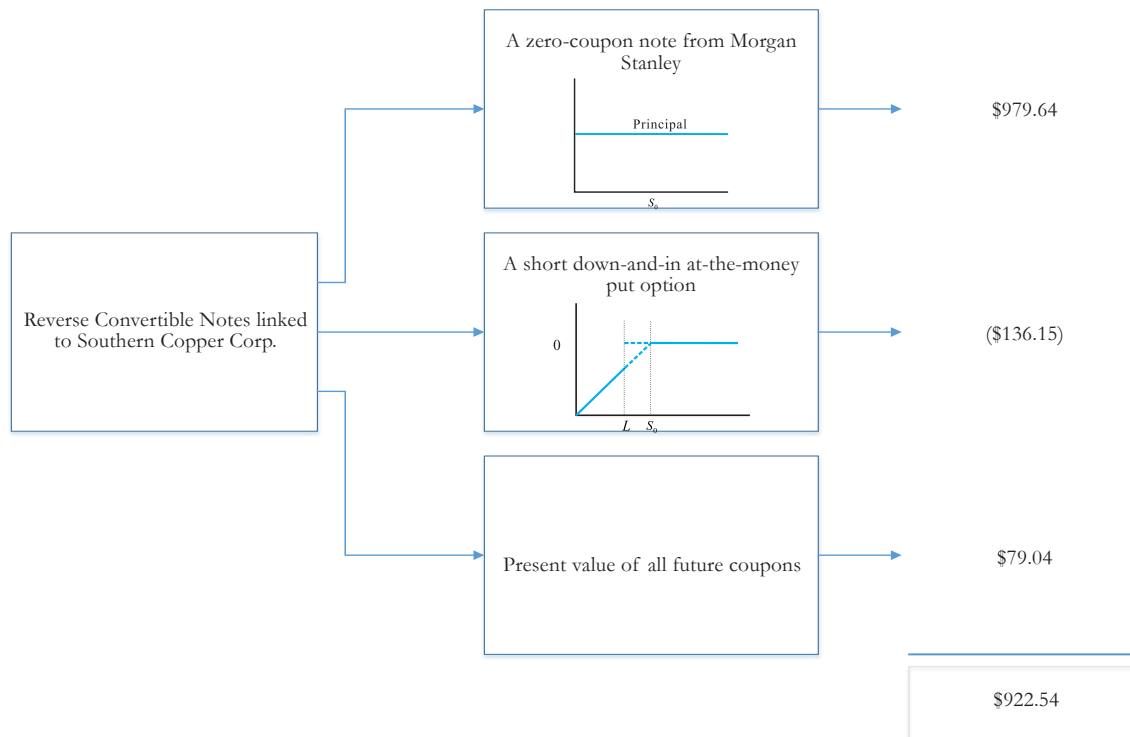 A zero-coupon note from Morgan
Stanley
Principal
S₀
$979.64
Reverse Convertible Notes linked
to Southern Copper Corp.
A short down-and-in at-the-money
put option
0
L
S₀
($136.15)
Present value of all future coupons
$79.04
$922.54